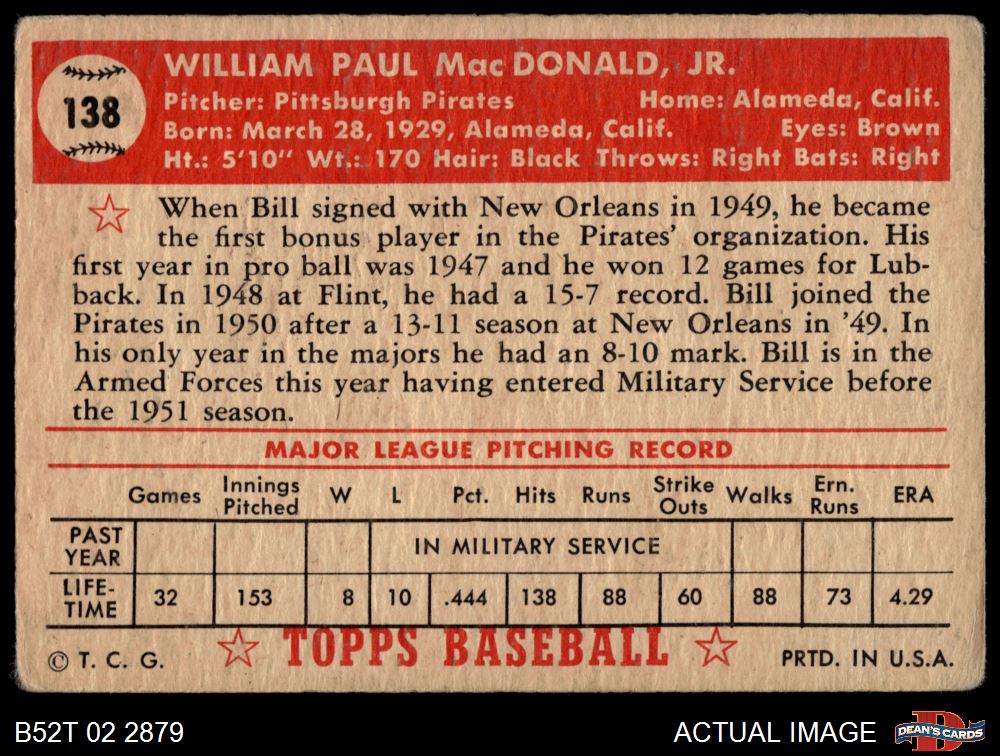 138
WILLIAM PAUL MacDONALD, JR.
Pitcher: Pittsburgh Pirates Home: Alameda, Calif.
Born: March 28, 1929, Alameda, Calif. Eyes: Brown
Ht.: 5'10" Wt.: 170 Hair: Black Throws: Right Bats: Right
When Bill signed with New Orleans in 1949, he became
the first bonus player in the Pirates' organization. His
first year in pro ball was 1947 and he won 12 games for Lub-
back. In 1948 at Flint, he had a 15-7 record. Bill joined the
Pirates in 1950 after a 13-11 season at New Orleans in '49. In
his only year in the majors he had an 8-10 mark. Bill is in the
Armed Forces this year having entered Military Service before
the 1951 season.
MAJOR LEAGUE PITCHING RECORD
Games Innings Pitched W L Pct. Hits Runs Strike Outs Walks Ern. Runs ERA
PAST YEAR IN MILITARY SERVICE
LIFE-TIME 32 153 8 10 .444 138 88 60 88 73 4.29
© T. C. G. TOPPS BASEBALL PRTD. IN U.S.A.
B52T 02 2879 ACTUAL IMAGE DEAN'S CARDS